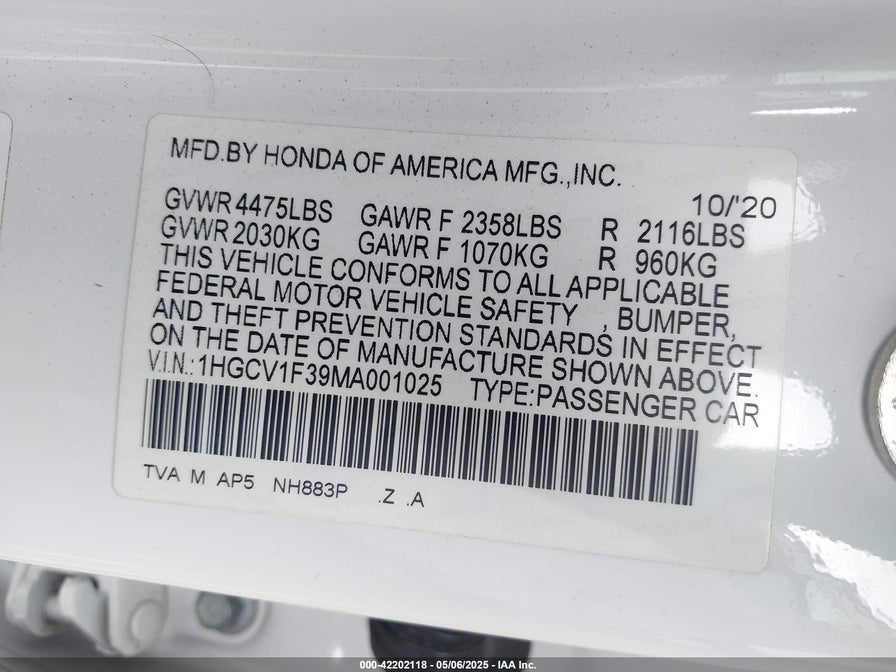 MFD.BY HONDA OF AMERICA MFG.,INC.
10/'20
GVWR 4475LBS GAWR F 2358LBS R 2116LBS
GVWR 2030KG GAWR F 1070KG R 960KG
THIS VEHICLE CONFORMS TO ALL APPLICABLE
FEDERAL MOTOR VEHICLE SAFETY , BUMPER,
AND THEFT PREVENTION STANDARDS IN EFFECT
ON THE DATE OF MANUFACTURE SHOWN ABOVE.
V.I.N.:1HGCV1F39MA001025 TYPE:PASSENGER CAR
TVA M AP5 NH883P .Z .A
000-42202118 - 05/06/2025 - IAA Inc.